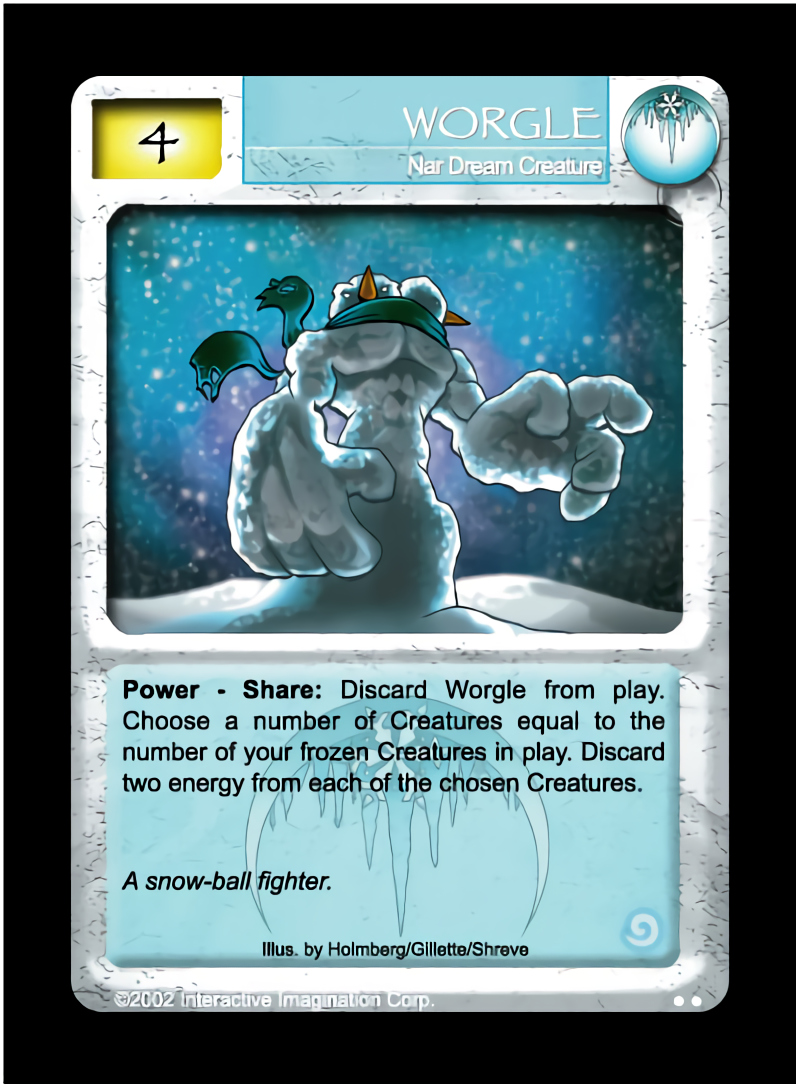 4
WORGLE
Nar Dream Creature
Power - Share: Discard Worgle from play.
Choose a number of Creatures equal to the
number of your frozen Creatures in play. Discard
two energy from each of the chosen Creatures.
A snow-ball fighter.
Illus. by Holmberg/Gillette/Shreve
©2002 Interactive Imagination Corp.